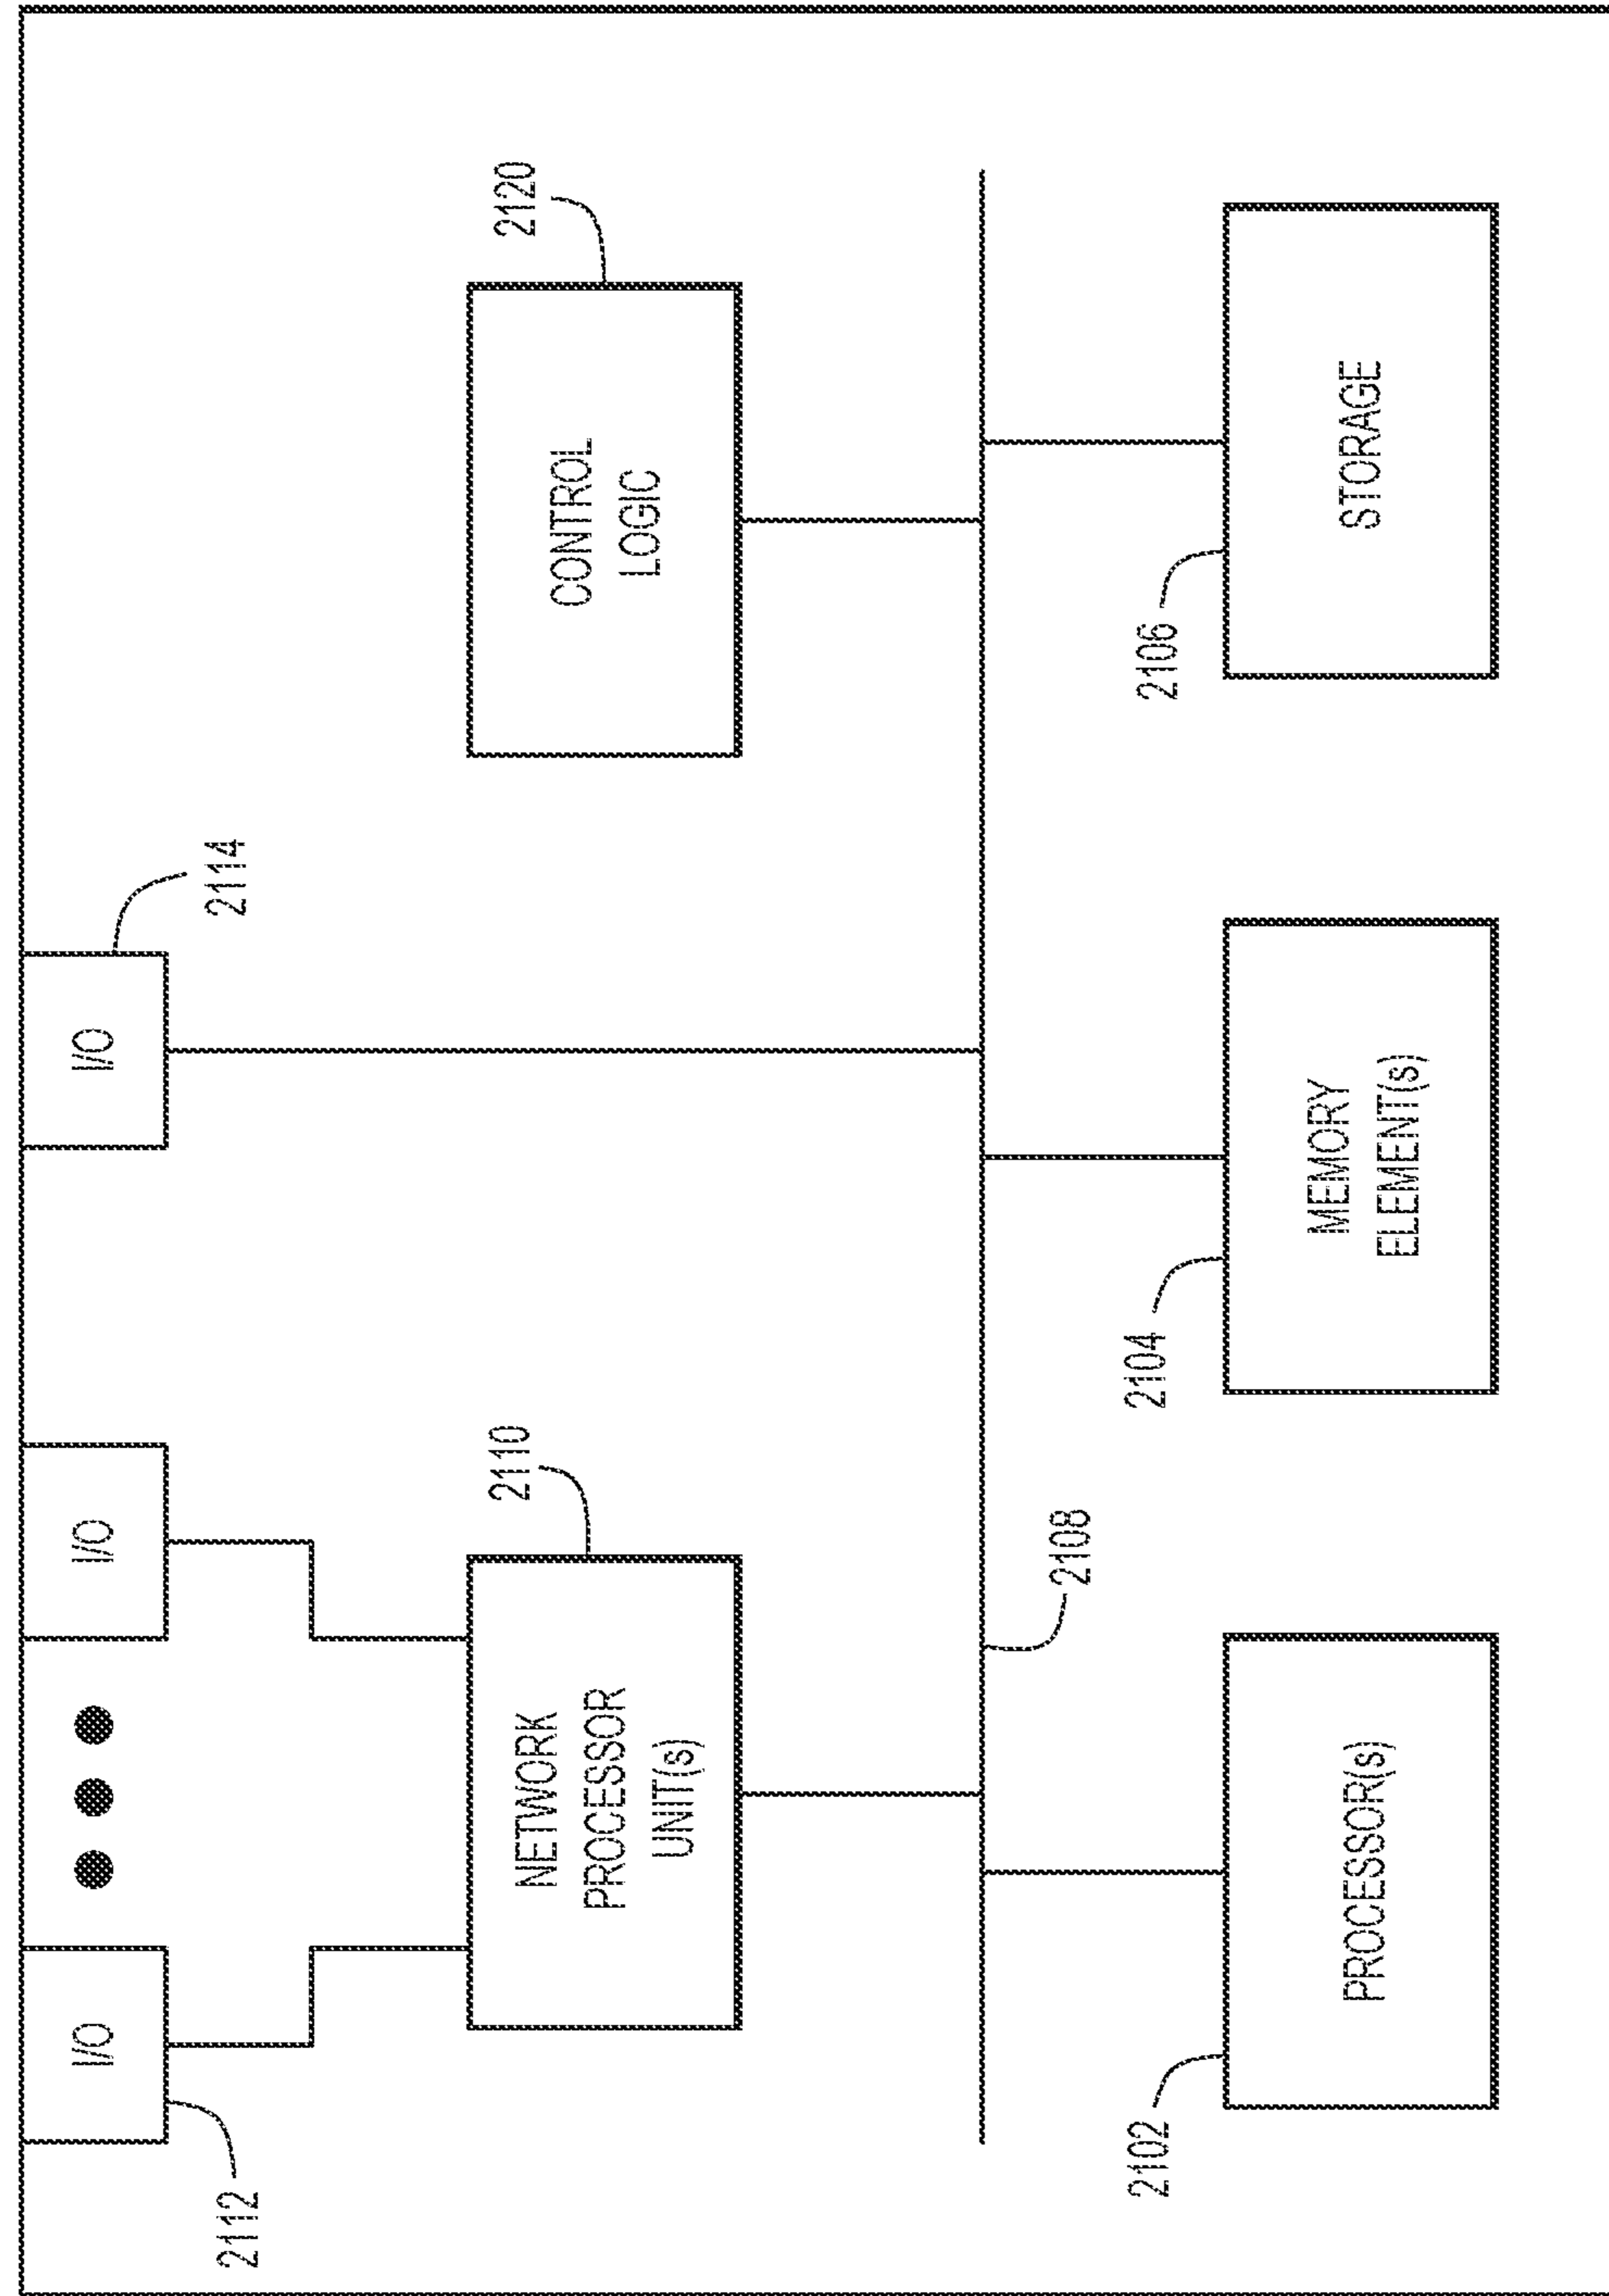 I/O
I/O
I/O
2112
2114
2110
2120
NETWORK
PROCESSOR
UNIT(s)
CONTROL
LOGIC
2108
2102
2104
2106
PROCESSOR(s)
MEMORY
ELEMENT(s)
STORAGE